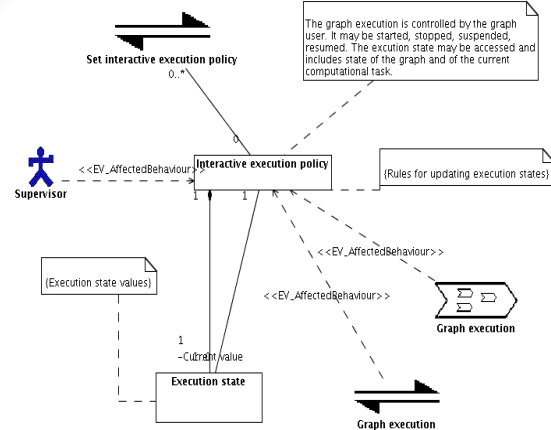 The graph execution is controlled by the graph
user. It may be started, stopped, suspended,
resumed. The excution state may be accessed and
includes state of the graph and of the current
computational task.
Set interactive execution policy
0..*
0
Interactive execution policy
{Rules for updating execution states}
<<EV_AffectedBehaviour>>
Supervisor
1
1
<<EV_AffectedBehaviour>>
{Execution state values}
<<EV_AffectedBehaviour>>
Graph execution
1
-Current value
Execution state
Graph execution